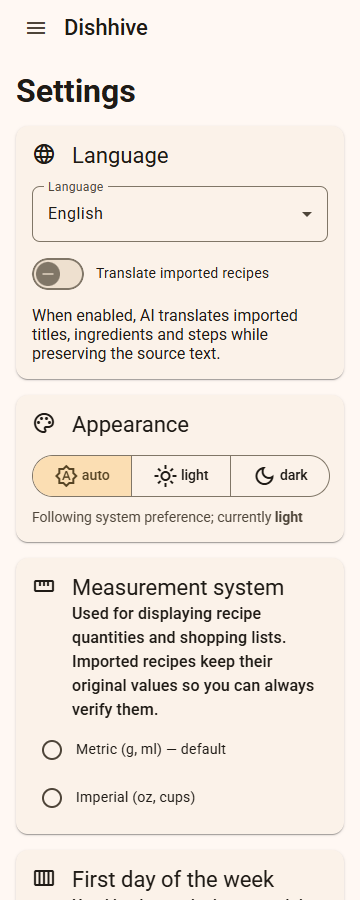 Dishhive
Settings
Language
Language
English
Translate imported recipes
When enabled, AI translates imported
titles, ingredients and steps while
preserving the source text.
Appearance
auto
light
dark
Following system preference; currently light
Measurement system
Used for displaying recipe
quantities and shopping lists.
Imported recipes keep their
original values so you can always
verify them.
Metric (g, ml) — default
Imperial (oz, cups)
First day of the week